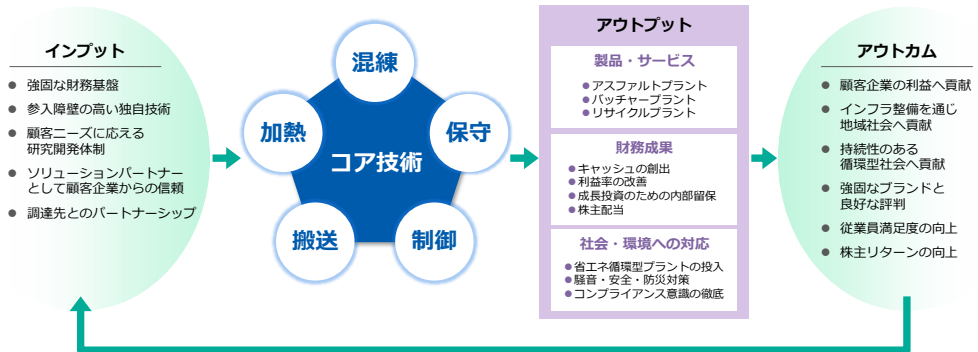 インプット
● 強固な財務基盤
● 参入障壁の高い独自技術
● 顧客ニーズに応える
研究開発体制
● ソリューションパートナー
として顧客企業からの信頼
● 調達先とのパートナーシップ
混練
加熱
保守
コア技術
搬送
制御
アウトプット
製品・サービス
●アスファルトプラント
●バッチャープラント
●リサイクルプラント
財務成果
●キャッシュの創出
●利益率の改善
●成長投資のための内部留保
●株主配当
社会・環境への対応
●省エネ循環型プラントの投入
●騒音・安全・防災対策
●コンプライアンス意識の徹底
アウトカム
● 顧客企業の利益へ貢献
● インフラ整備を通じ
地域社会へ貢献
● 持続性のある
循環型社会へ貢献
● 強固なブランドと
良好な評判
● 従業員満足度の向上
● 株主リターンの向上